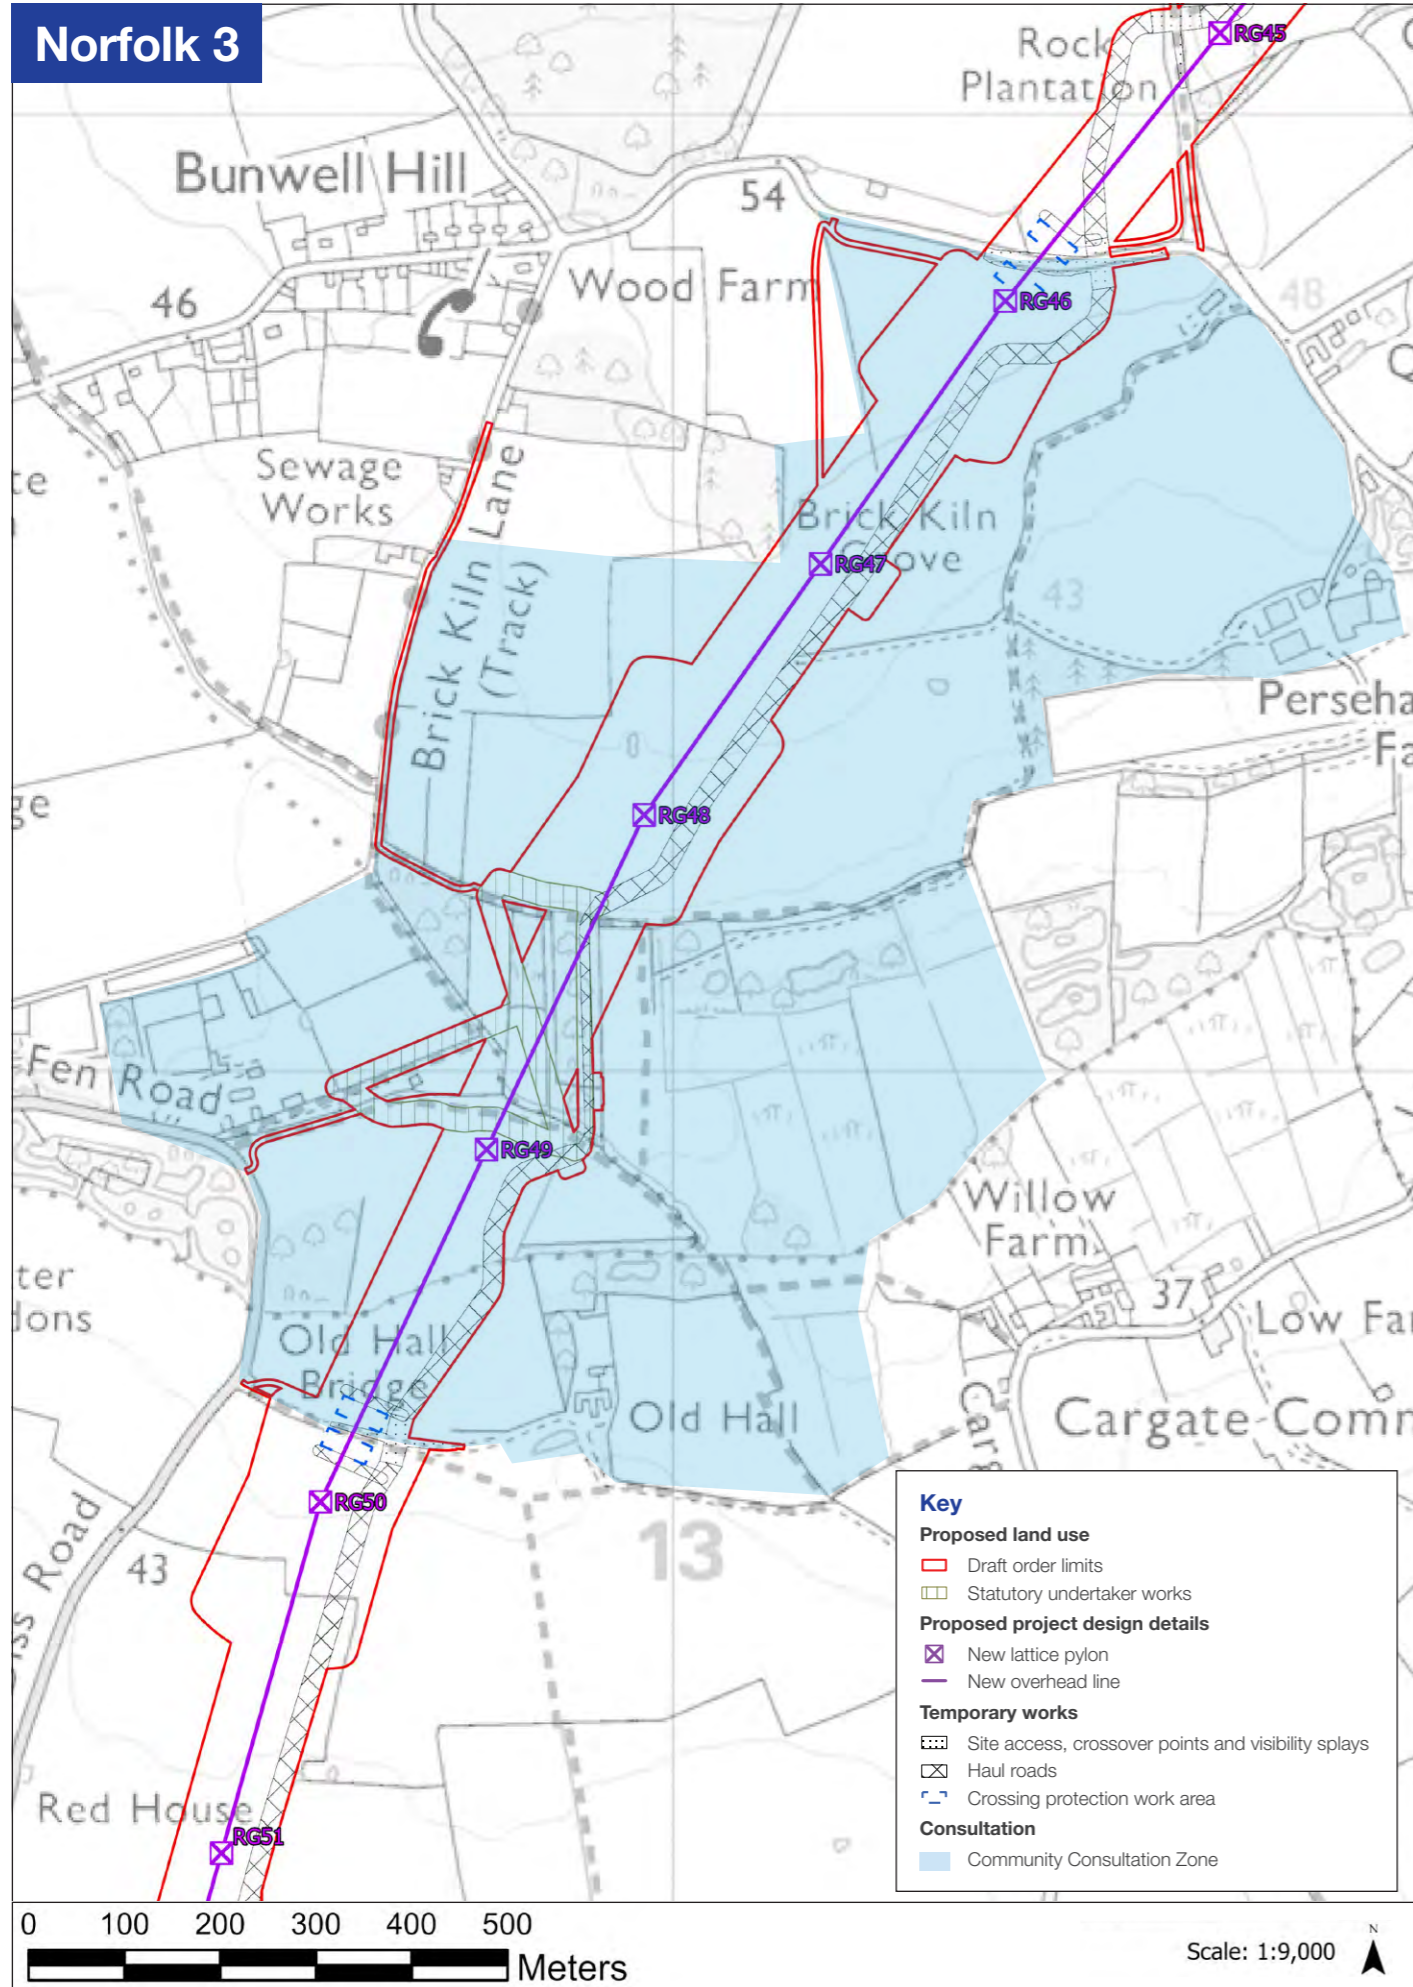 Norfolk 3
RG45
Rock
Plantation
Bunwell Hill
54
Wood Farm
46
RG46
48
Sewage
Works
Brick Kiln
Grove
RG47
43
Brick Kiln Lane
(Track)
RG48
Fen Road
RG49
Willow
Farm
37
Old Hall
Bridge
Old Hall
Cargate Comm
RG50
13
43
Road
Red House
RG51
Key
Proposed land use
Draft order limits
Statutory undertaker works
Proposed project design details
New lattice pylon
New overhead line
Temporary works
Site access, crossover points and visibility splays
Haul roads
Crossing protection work area
Consultation
Community Consultation Zone
0 100 200 300 400 500
Meters
Scale: 1:9,000
N